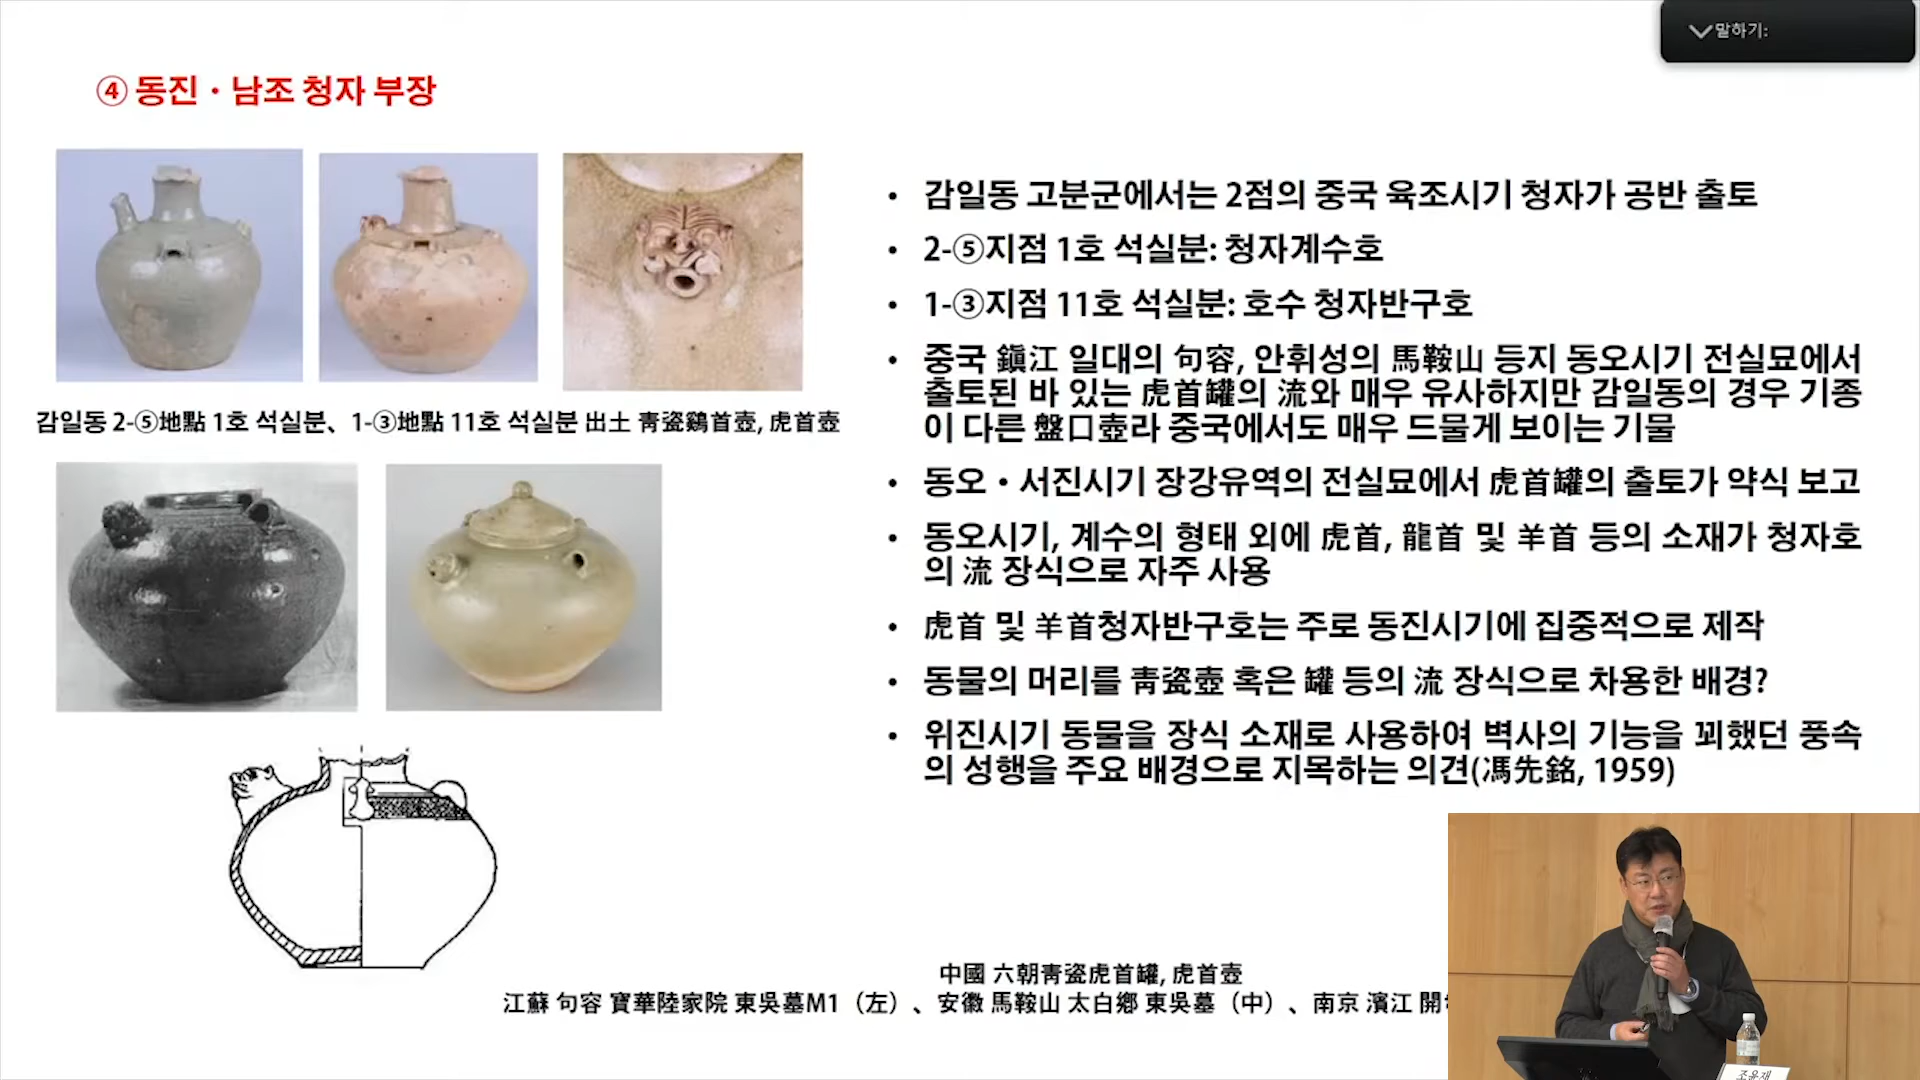 말하기:
④ 동진・남조 청자 부장
감일동 2-⑤地點 1호 석실분、1-③地點 11호 석실분 出土 靑瓷鷄首壺, 虎首壺
• 감일동 고분군에서는 2점의 중국 육조시기 청자가 공반 출토
• 2-⑤지점 1호 석실분: 청자계수호
• 1-③지점 11호 석실분: 호수 청자반구호
• 중국 鎭江 일대의 句容, 안휘성의 馬鞍山 등지 동오시기 전실묘에서
출토된 바 있는 虎首罐의 流와 매우 유사하지만 감일동의 경우 기종
이 다른 盤口壺라 중국에서도 매우 드물게 보이는 기물
• 동오・서진시기 장강유역의 전실묘에서 虎首罐의 출토가 약식 보고
• 동오시기, 계수의 형태 외에 虎首, 龍首 및 羊首 등의 소재가 청자호
의 流 장식으로 자주 사용
• 虎首 및 羊首청자반구호는 주로 동진시기에 집중적으로 제작
• 동물의 머리를 靑瓷壺 혹은 罐 등의 流 장식으로 차용한 배경?
• 위진시기 동물을 장식 소재로 사용하여 벽사의 기능을 꾀했던 풍속
의 성행을 주요 배경으로 지목하는 의견(馮先銘, 1959)
中國 六朝靑瓷虎首罐, 虎首壺
江蘇 句容 寶華陸家院 東吳墓M1（左）、安徽 馬鞍山 太白鄕 東吳墓（中）、南京 濱江 開
조윤재